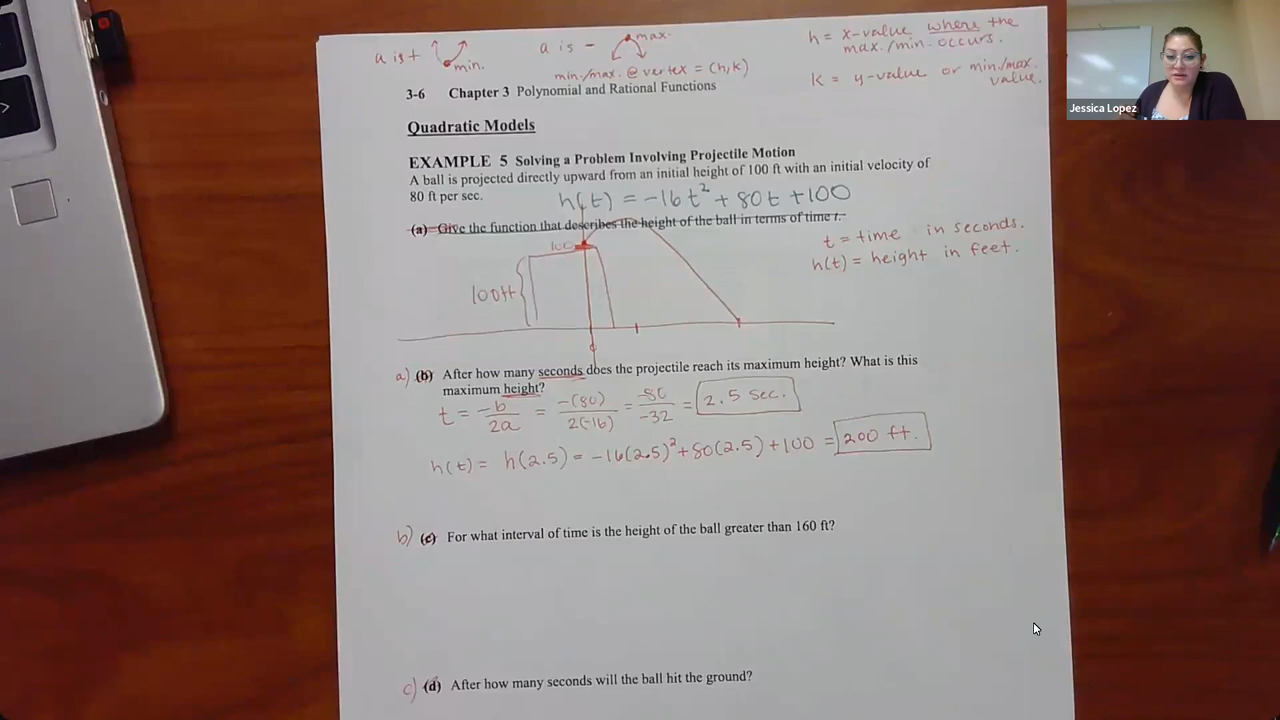 a is + min.
a is - max.
min./max. @ vertex = (h,k)
h = x-value where the
max./min. occurs.
k = y-value or min./max.
value.
Jessica Lopez
3-6 Chapter 3 Polynomial and Rational Functions
Quadratic Models
EXAMPLE 5 Solving a Problem Involving Projectile Motion
A ball is projected directly upward from an initial height of 100 ft with an initial velocity of
80 ft per sec.
h(t) = -16t² + 80t + 100
(a) Give the function that describes the height of the ball in terms of time t.
t = time in seconds.
h(t) = height in feet.
100
100ft
a) (b) After how many seconds does the projectile reach its maximum height? What is this
maximum height?
t = -b/2a = -(80)/2(-16) = -80/-32 = 2.5 sec.
h(t) = h(2.5) = -16(2.5)² + 80(2.5) + 100 = 200 ft.
b) (c) For what interval of time is the height of the ball greater than 160 ft?
c) (d) After how many seconds will the ball hit the ground?